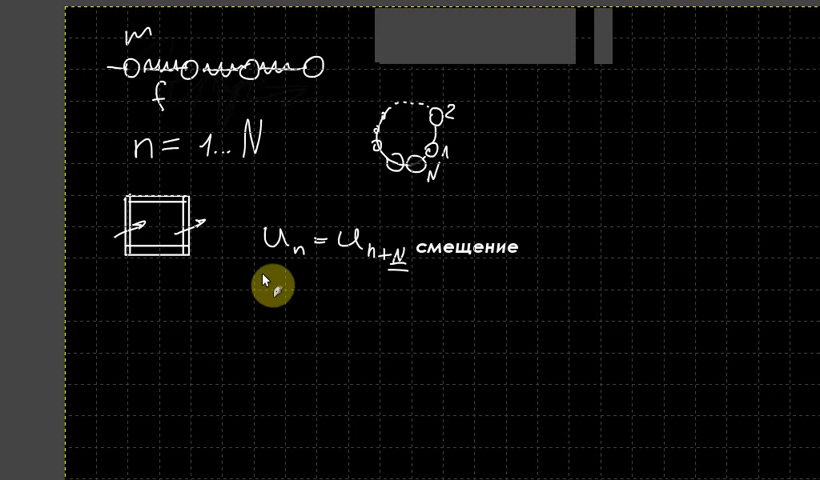 m
f
n = 1... N
2
1
N
u_n = u_{n+N} смещение